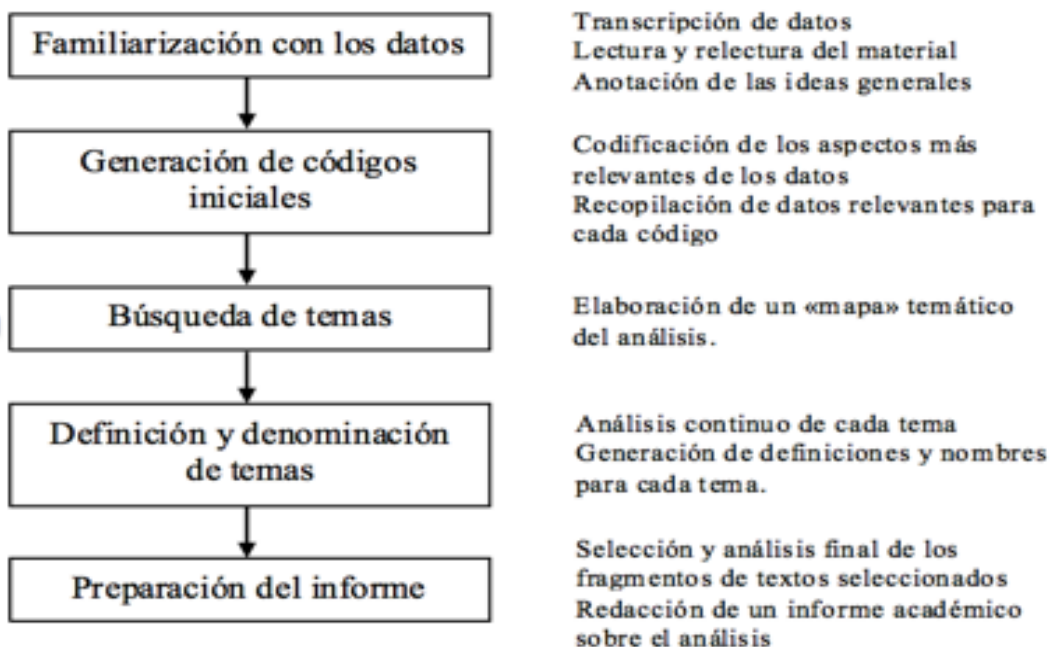 Familiarización con los datos
Transcripción de datos
Lectura y relectura del material
Anotación de las ideas generales
Generación de códigos
iniciales
Codificación de los aspectos más
relevantes de los datos
Recopilación de datos relevantes para
cada código
Búsqueda de temas
Elaboración de un «mapa» temático
del análisis.
Definición y denominación
de temas
Análisis continuo de cada tema
Generación de definiciones y nombres
para cada tema.
Preparación del informe
Selección y análisis final de los
fragmentos de textos seleccionados
Redacción de un informe académico
sobre el análisis